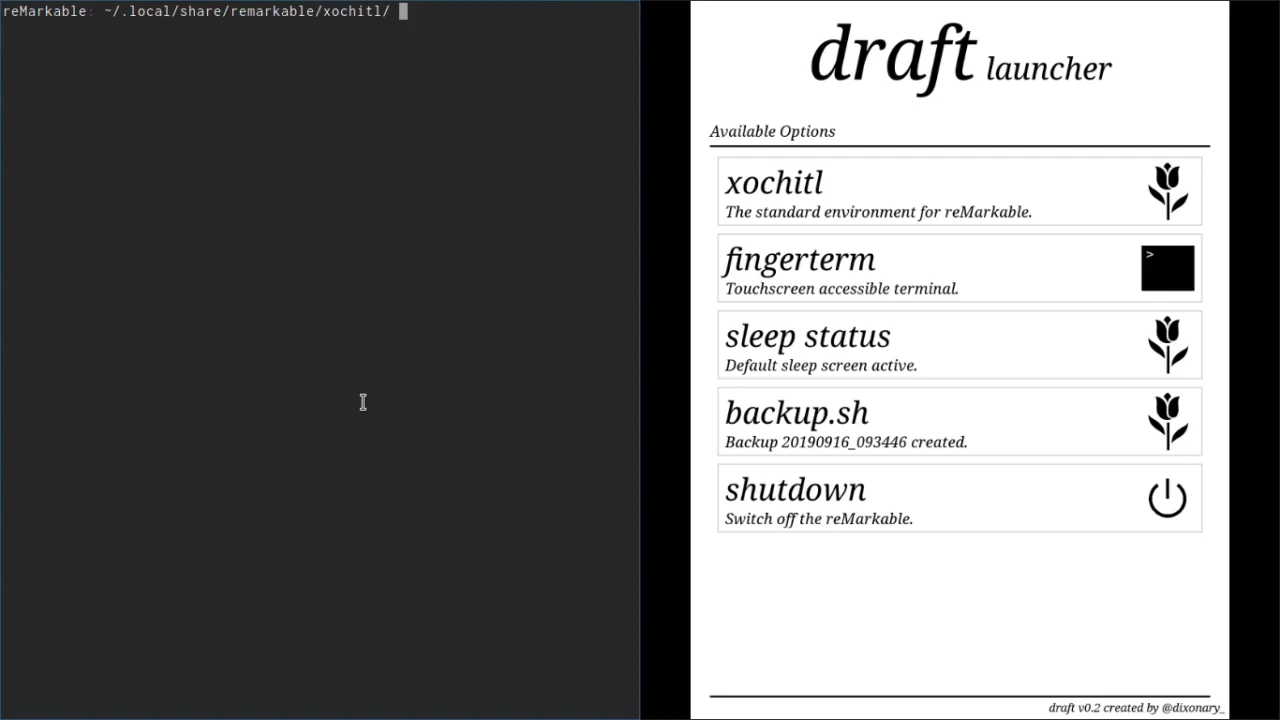 reMarkable: ~/.local/share/remarkable/xochitl/
draft launcher
Available Options
xochitl
The standard environment for reMarkable.
fingerterm
Touchscreen accessible terminal.
>
sleep status
Default sleep screen active.
backup.sh
Backup 20190916_093446 created.
shutdown
Switch off the reMarkable.
draft v0.2 created by @dixonary_